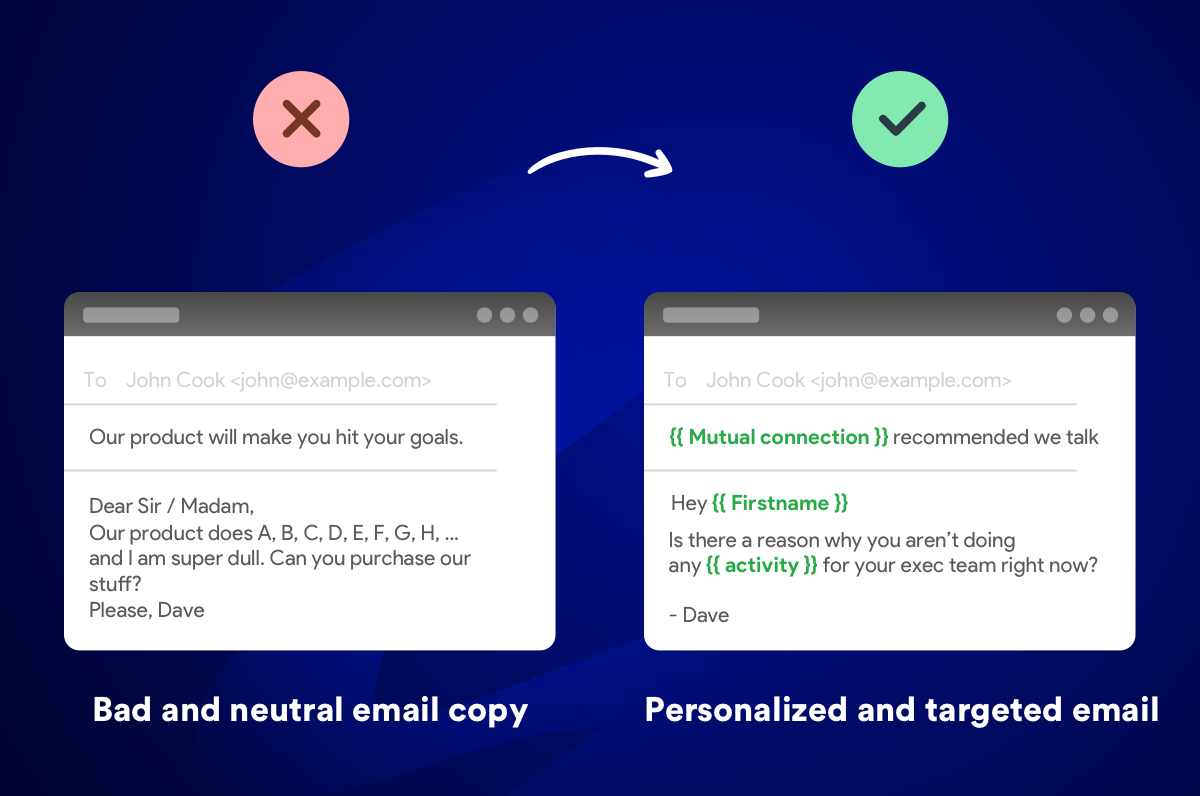 To John Cook <john@example.com>
Our product will make you hit your goals.
Dear Sir / Madam,
Our product does A, B, C, D, E, F, G, H, ...
and I am super dull. Can you purchase our
stuff?
Please, Dave
Bad and neutral email copy
To John Cook <john@example.com>
{{ Mutual connection }} recommended we talk
Hey {{ Firstname }}
Is there a reason why you aren’t doing
any {{ activity }} for your exec team right now?
- Dave
Personalized and targeted email